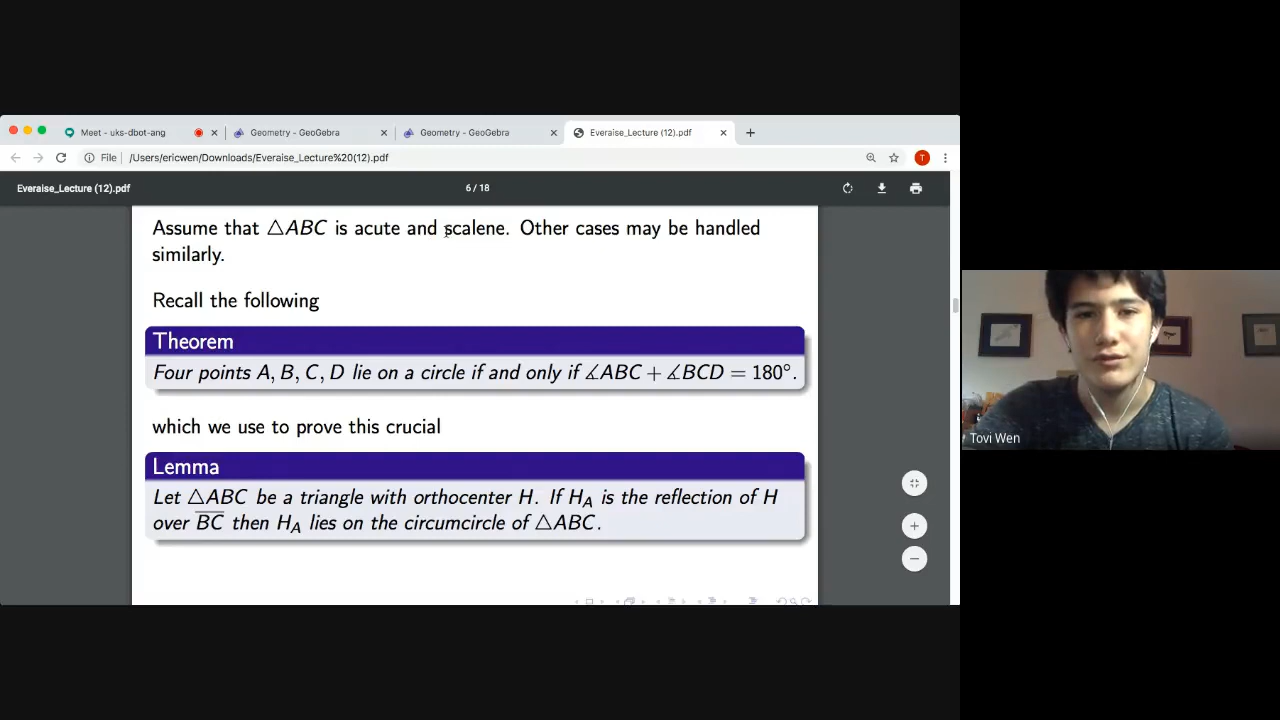 Meet - uks-dbot-ang
Geometry - GeoGebra
Geometry - GeoGebra
Everaise_Lecture (12).pdf
File
/Users/ericwen/Downloads/Everaise_Lecture%20(12).pdf
T
Everaise_Lecture (12).pdf
6 / 18
Assume that △ABC is acute and scalene. Other cases may be handled
similarly.
Recall the following
Theorem
Four points A, B, C, D lie on a circle if and only if ∡ABC + ∡BCD = 180°.
which we use to prove this crucial
Lemma
Let △ABC be a triangle with orthocenter H. If H_A is the reflection of H
over B̅C̅ then H_A lies on the circumcircle of △ABC.
Tovi Wen